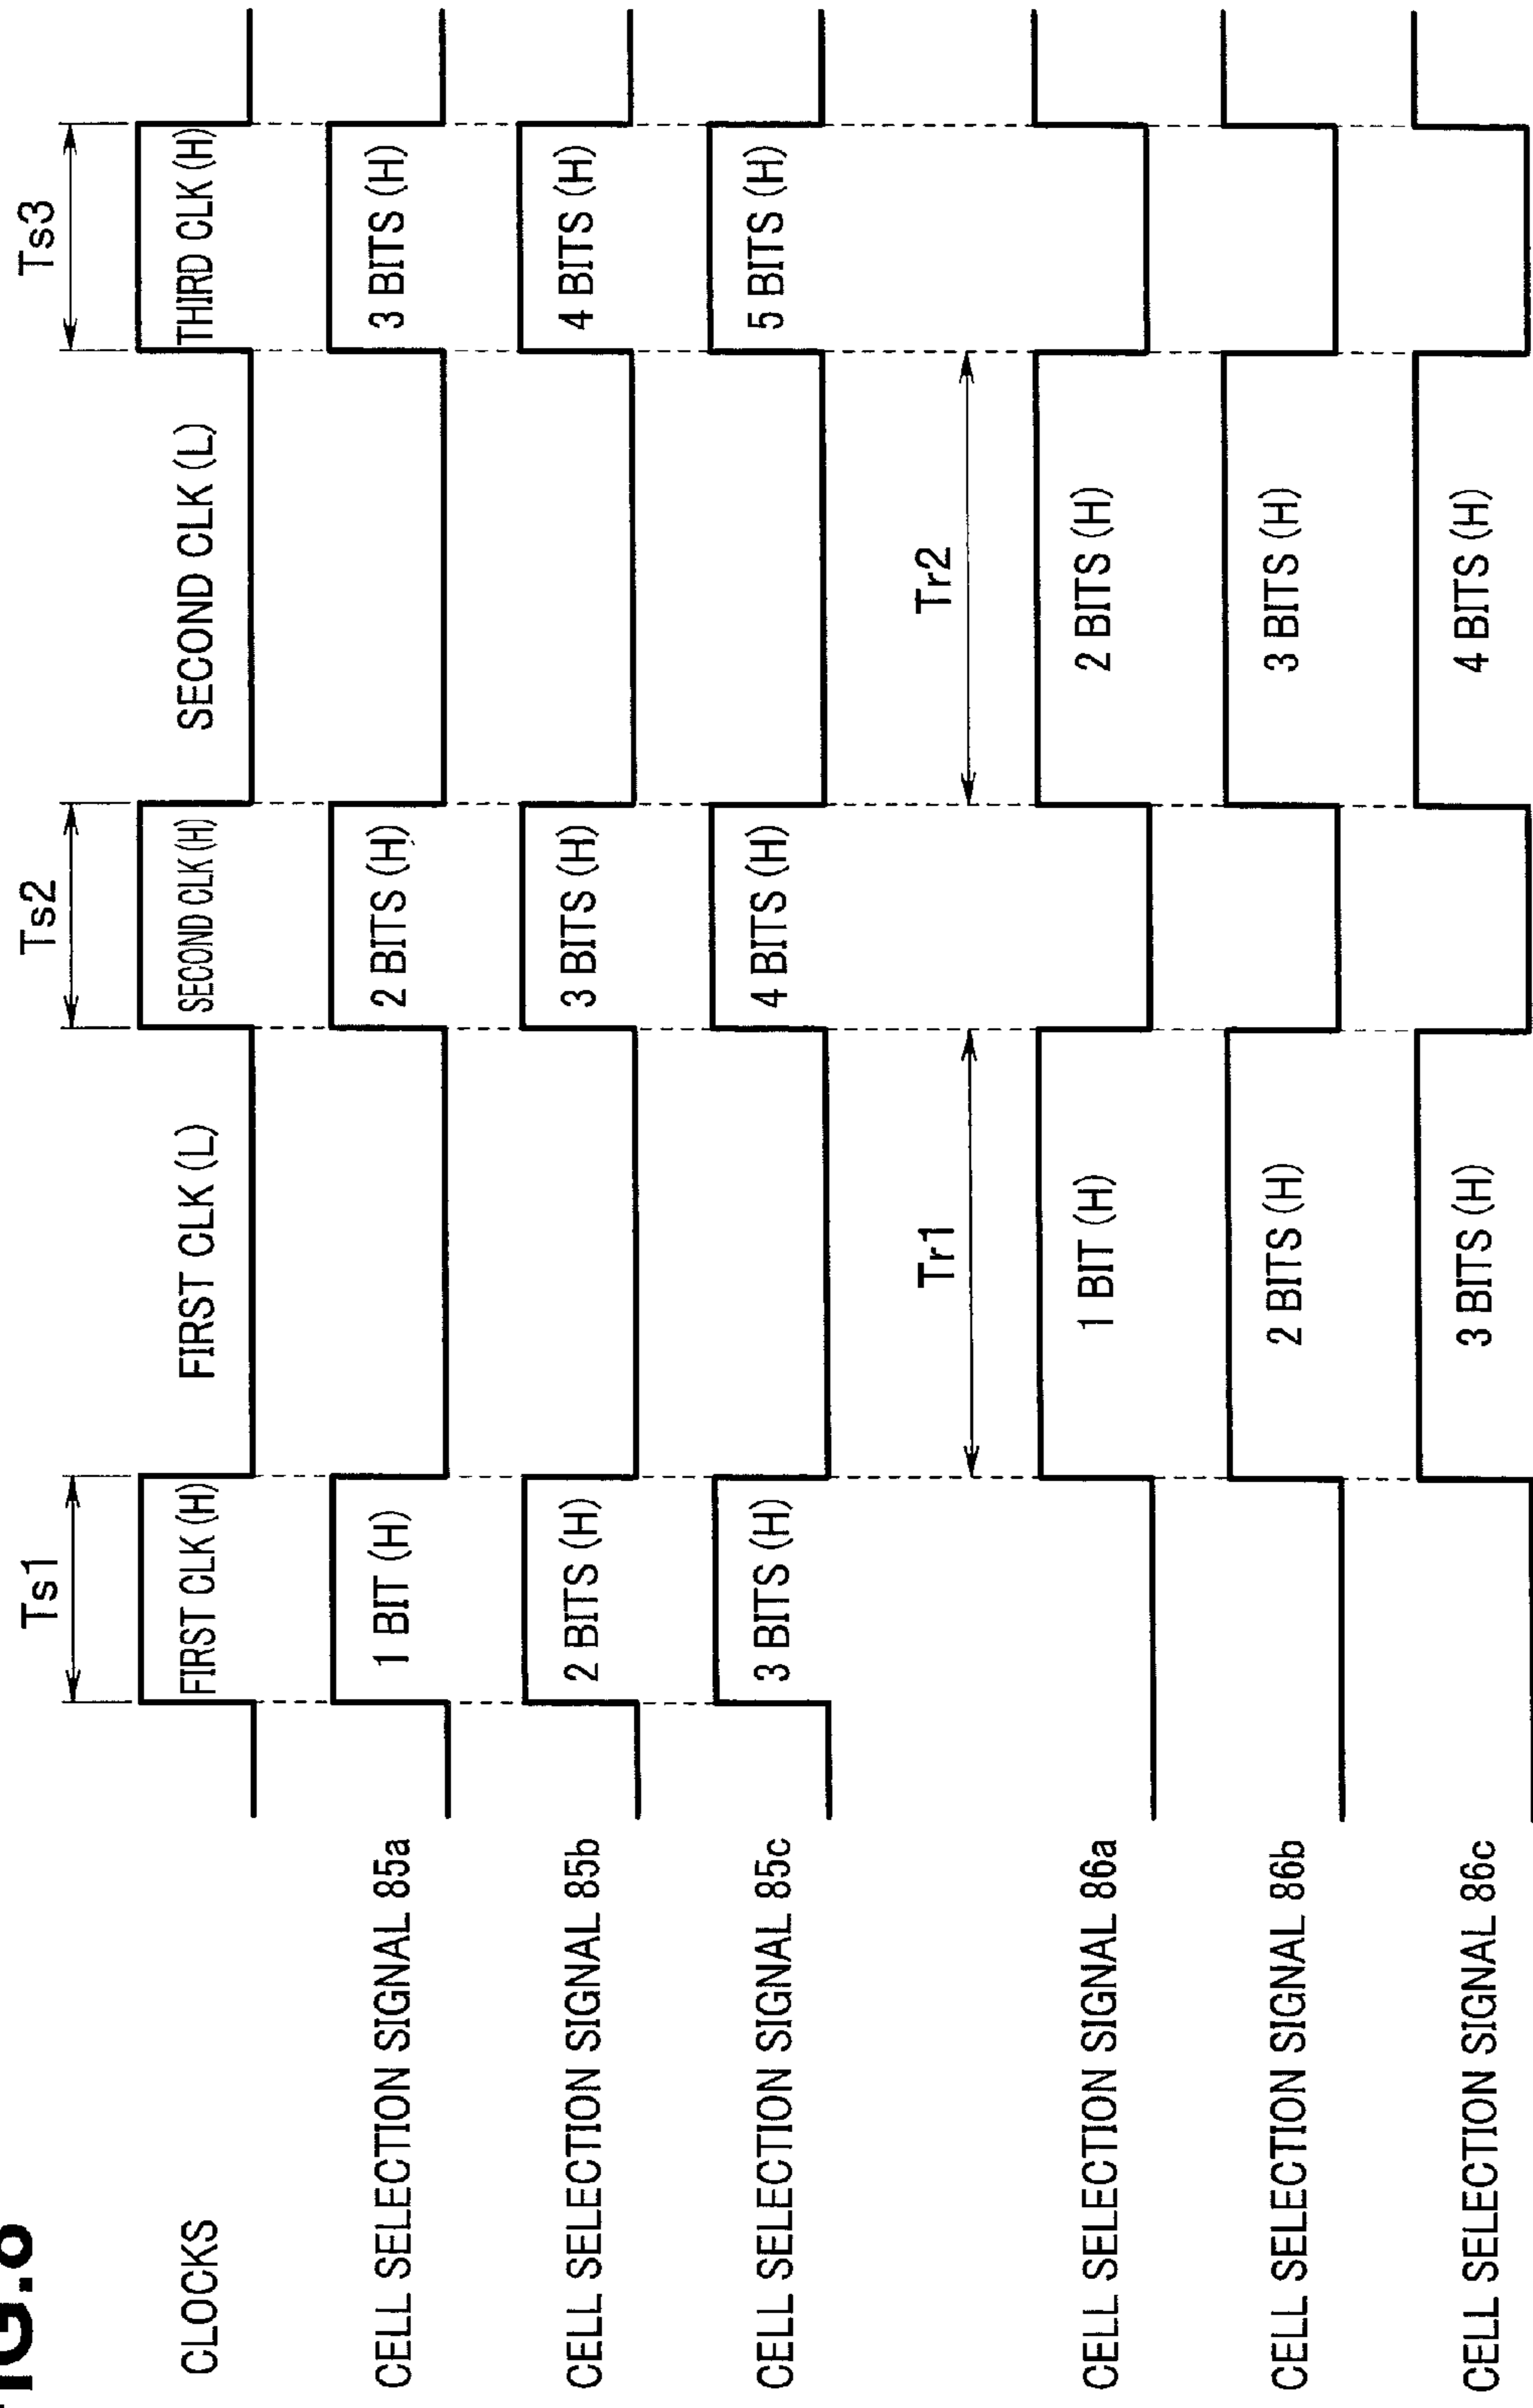 Ts1 Ts2 Ts3
CLOCKS FIRST CLK (H) FIRST CLK (L) SECOND CLK (H) SECOND CLK (L) THIRD CLK (H)
CELL SELECTION SIGNAL 85a 1 BIT (H) 2 BITS (H) 3 BITS (H)
CELL SELECTION SIGNAL 85b 2 BITS (H) 3 BITS (H) 4 BITS (H)
CELL SELECTION SIGNAL 85c 3 BITS (H) 4 BITS (H) 5 BITS (H)
Tr1 Tr2
CELL SELECTION SIGNAL 86a 1 BIT (H) 2 BITS (H)
CELL SELECTION SIGNAL 86b 2 BITS (H) 3 BITS (H)
CELL SELECTION SIGNAL 86c 3 BITS (H) 4 BITS (H)